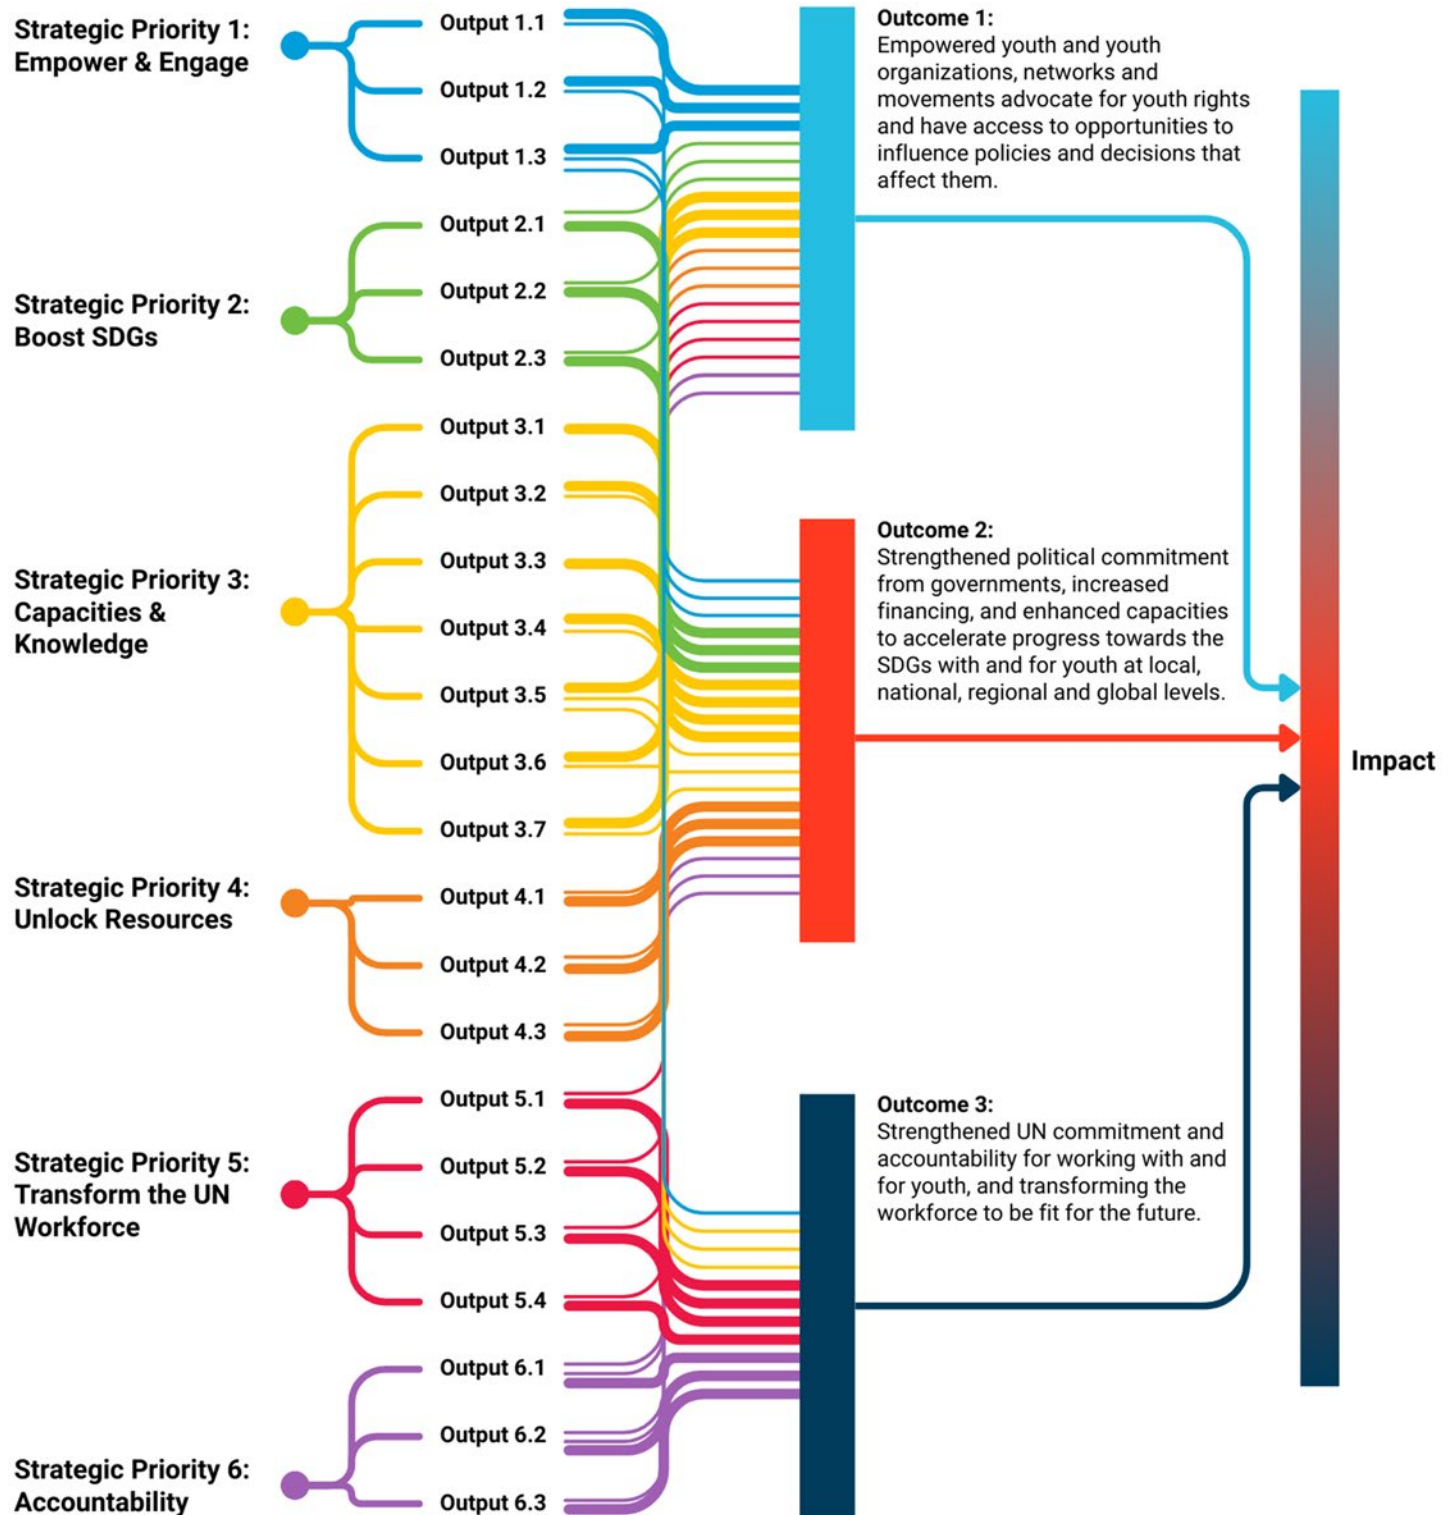 Strategic Priority 1:
Empower & Engage
Output 1.1
Output 1.2
Output 1.3
Strategic Priority 2:
Boost SDGs
Output 2.1
Output 2.2
Output 2.3
Strategic Priority 3:
Capacities &
Knowledge
Output 3.1
Output 3.2
Output 3.3
Output 3.4
Output 3.5
Output 3.6
Output 3.7
Strategic Priority 4:
Unlock Resources
Output 4.1
Output 4.2
Output 4.3
Strategic Priority 5:
Transform the UN
Workforce
Output 5.1
Output 5.2
Output 5.3
Output 5.4
Strategic Priority 6:
Accountability
Output 6.1
Output 6.2
Output 6.3
Outcome 1:
Empowered youth and youth
organizations, networks and
movements advocate for youth rights
and have access to opportunities to
influence policies and decisions that
affect them.
Outcome 2:
Strengthened political commitment
from governments, increased
financing, and enhanced capacities
to accelerate progress towards the
SDGs with and for youth at local,
national, regional and global levels.
Outcome 3:
Strengthened UN commitment and
accountability for working with and
for youth, and transforming the
workforce to be fit for the future.
Impact